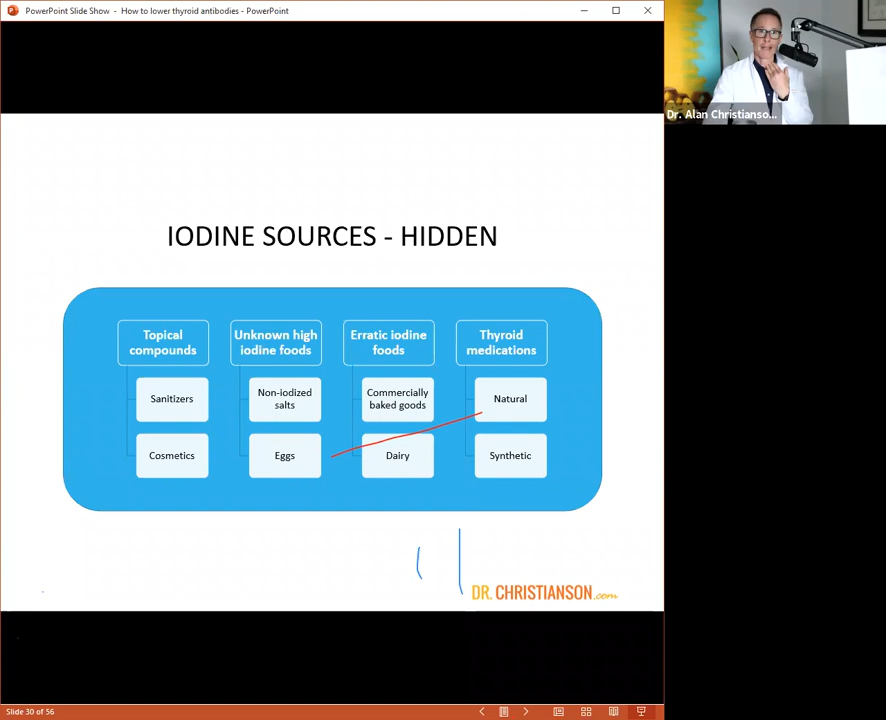 PowerPoint Slide Show - How to lower thyroid antibodies - PowerPoint
Dr. Alan Christianso...
IODINE SOURCES - HIDDEN
Topical
compounds
Sanitizers
Cosmetics
Unknown high
iodine foods
Non-iodized
salts
Eggs
Erratic iodine
foods
Commercially
baked goods
Dairy
Thyroid
medications
Natural
Synthetic
DR. CHRISTIANSON.com
Slide 30 of 56